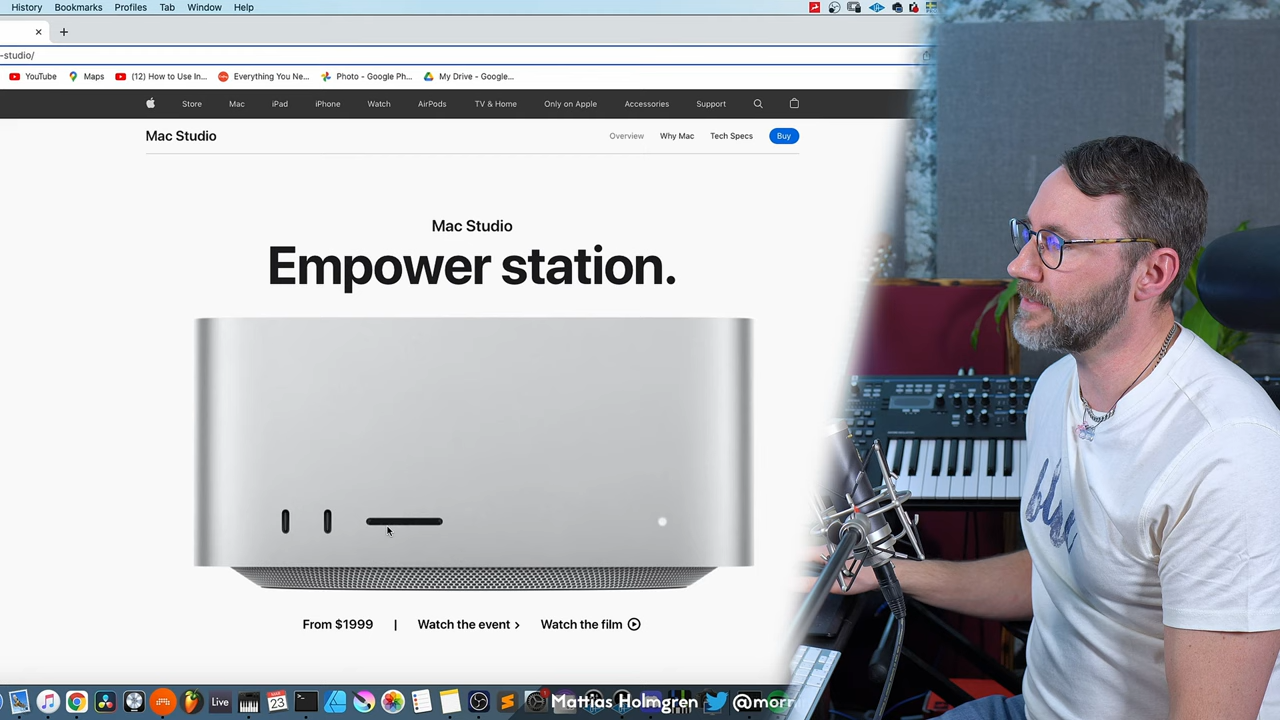 History Bookmarks Profiles Tab Window Help
-studio/
YouTube Maps (12) How to Use In... Everything You Ne... Photo - Google Ph... My Drive - Google...
Store Mac iPad iPhone Watch AirPods TV & Home Only on Apple Accessories Support
Mac Studio Overview Why Mac Tech Specs Buy
Mac Studio
Empower station.
From $1999 | Watch the event > Watch the film
blue
23
Live
Mattias Holmgren @morr